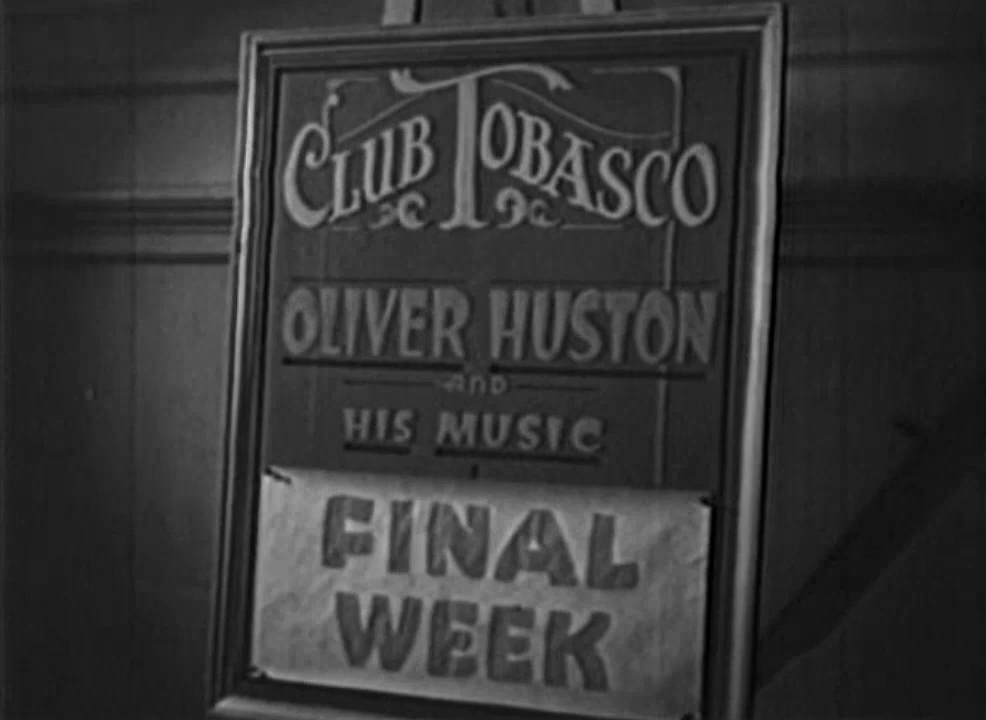 CLUB TOBASCO
OLIVER HUSTON
AND
HIS MUSIC
FINAL
WEEK